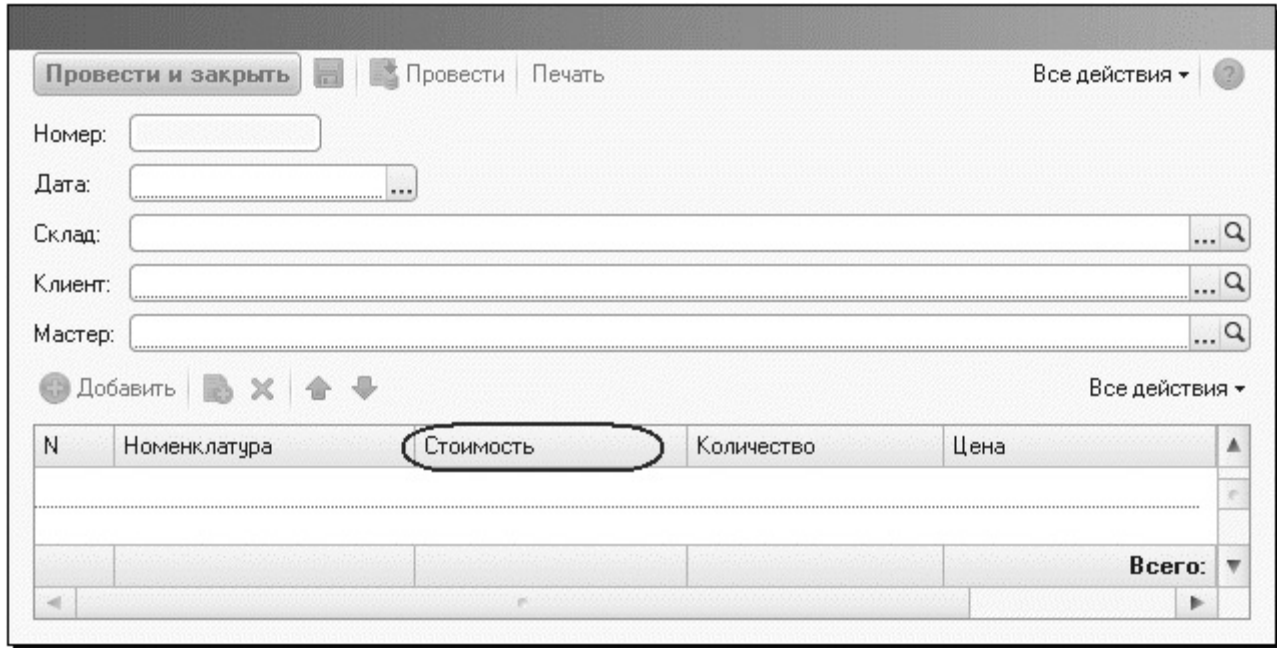 Провести и закрыть Провести Печать Все действия
Номер:
Дата:
Склад:
Клиент:
Мастер:
Добавить Все действия
N Номенклатура Стоимость Количество Цена
Всего: